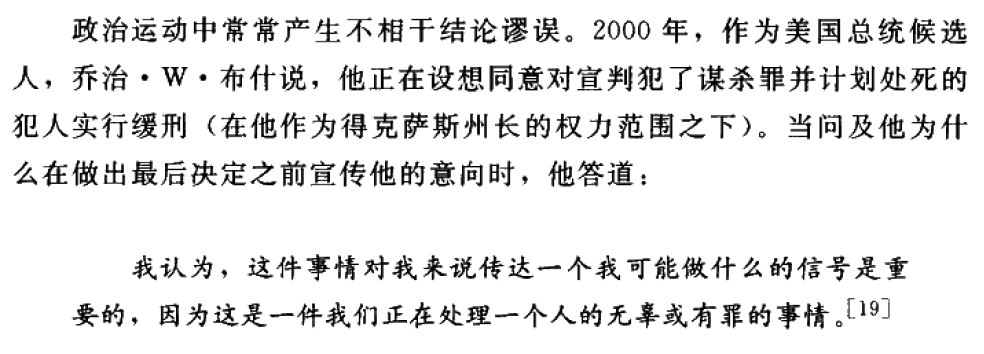 政治运动中常常产生不相干结论谬误。2000 年，作为美国总统候选
人，乔治·W·布什说，他正在设想同意对宣判犯了谋杀罪并计划处死的
犯人实行缓刑（在他作为得克萨斯州长的权力范围之下）。当问及他为什
么在做出最后决定之前宣传他的意向时，他答道：
我认为，这件事情对我来说传达一个我可能做什么的信号是重
要的，因为这是一件我们正在处理一个人的无辜或有罪的事情。[19]